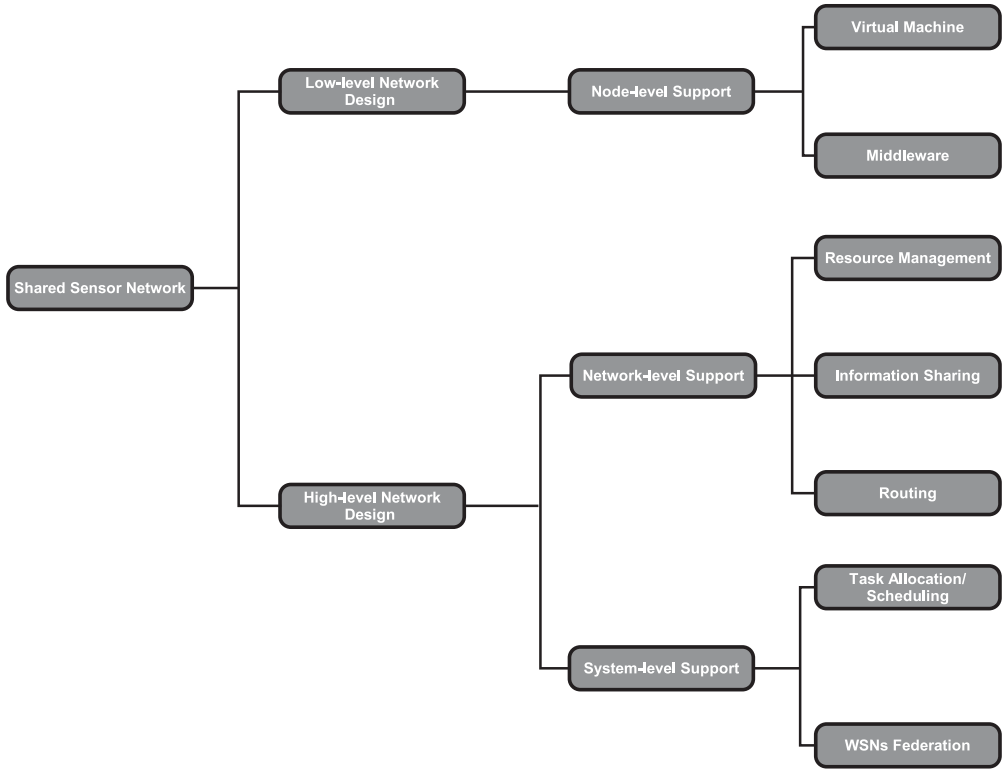 Virtual Machine
Low-level Network
Design
Node-level Support
Middleware
Shared Sensor Network
Resource Management
Network-level Support
Information Sharing
High-level Network
Design
Routing
Task Allocation/
Scheduling
System-level Support
WSNs Federation